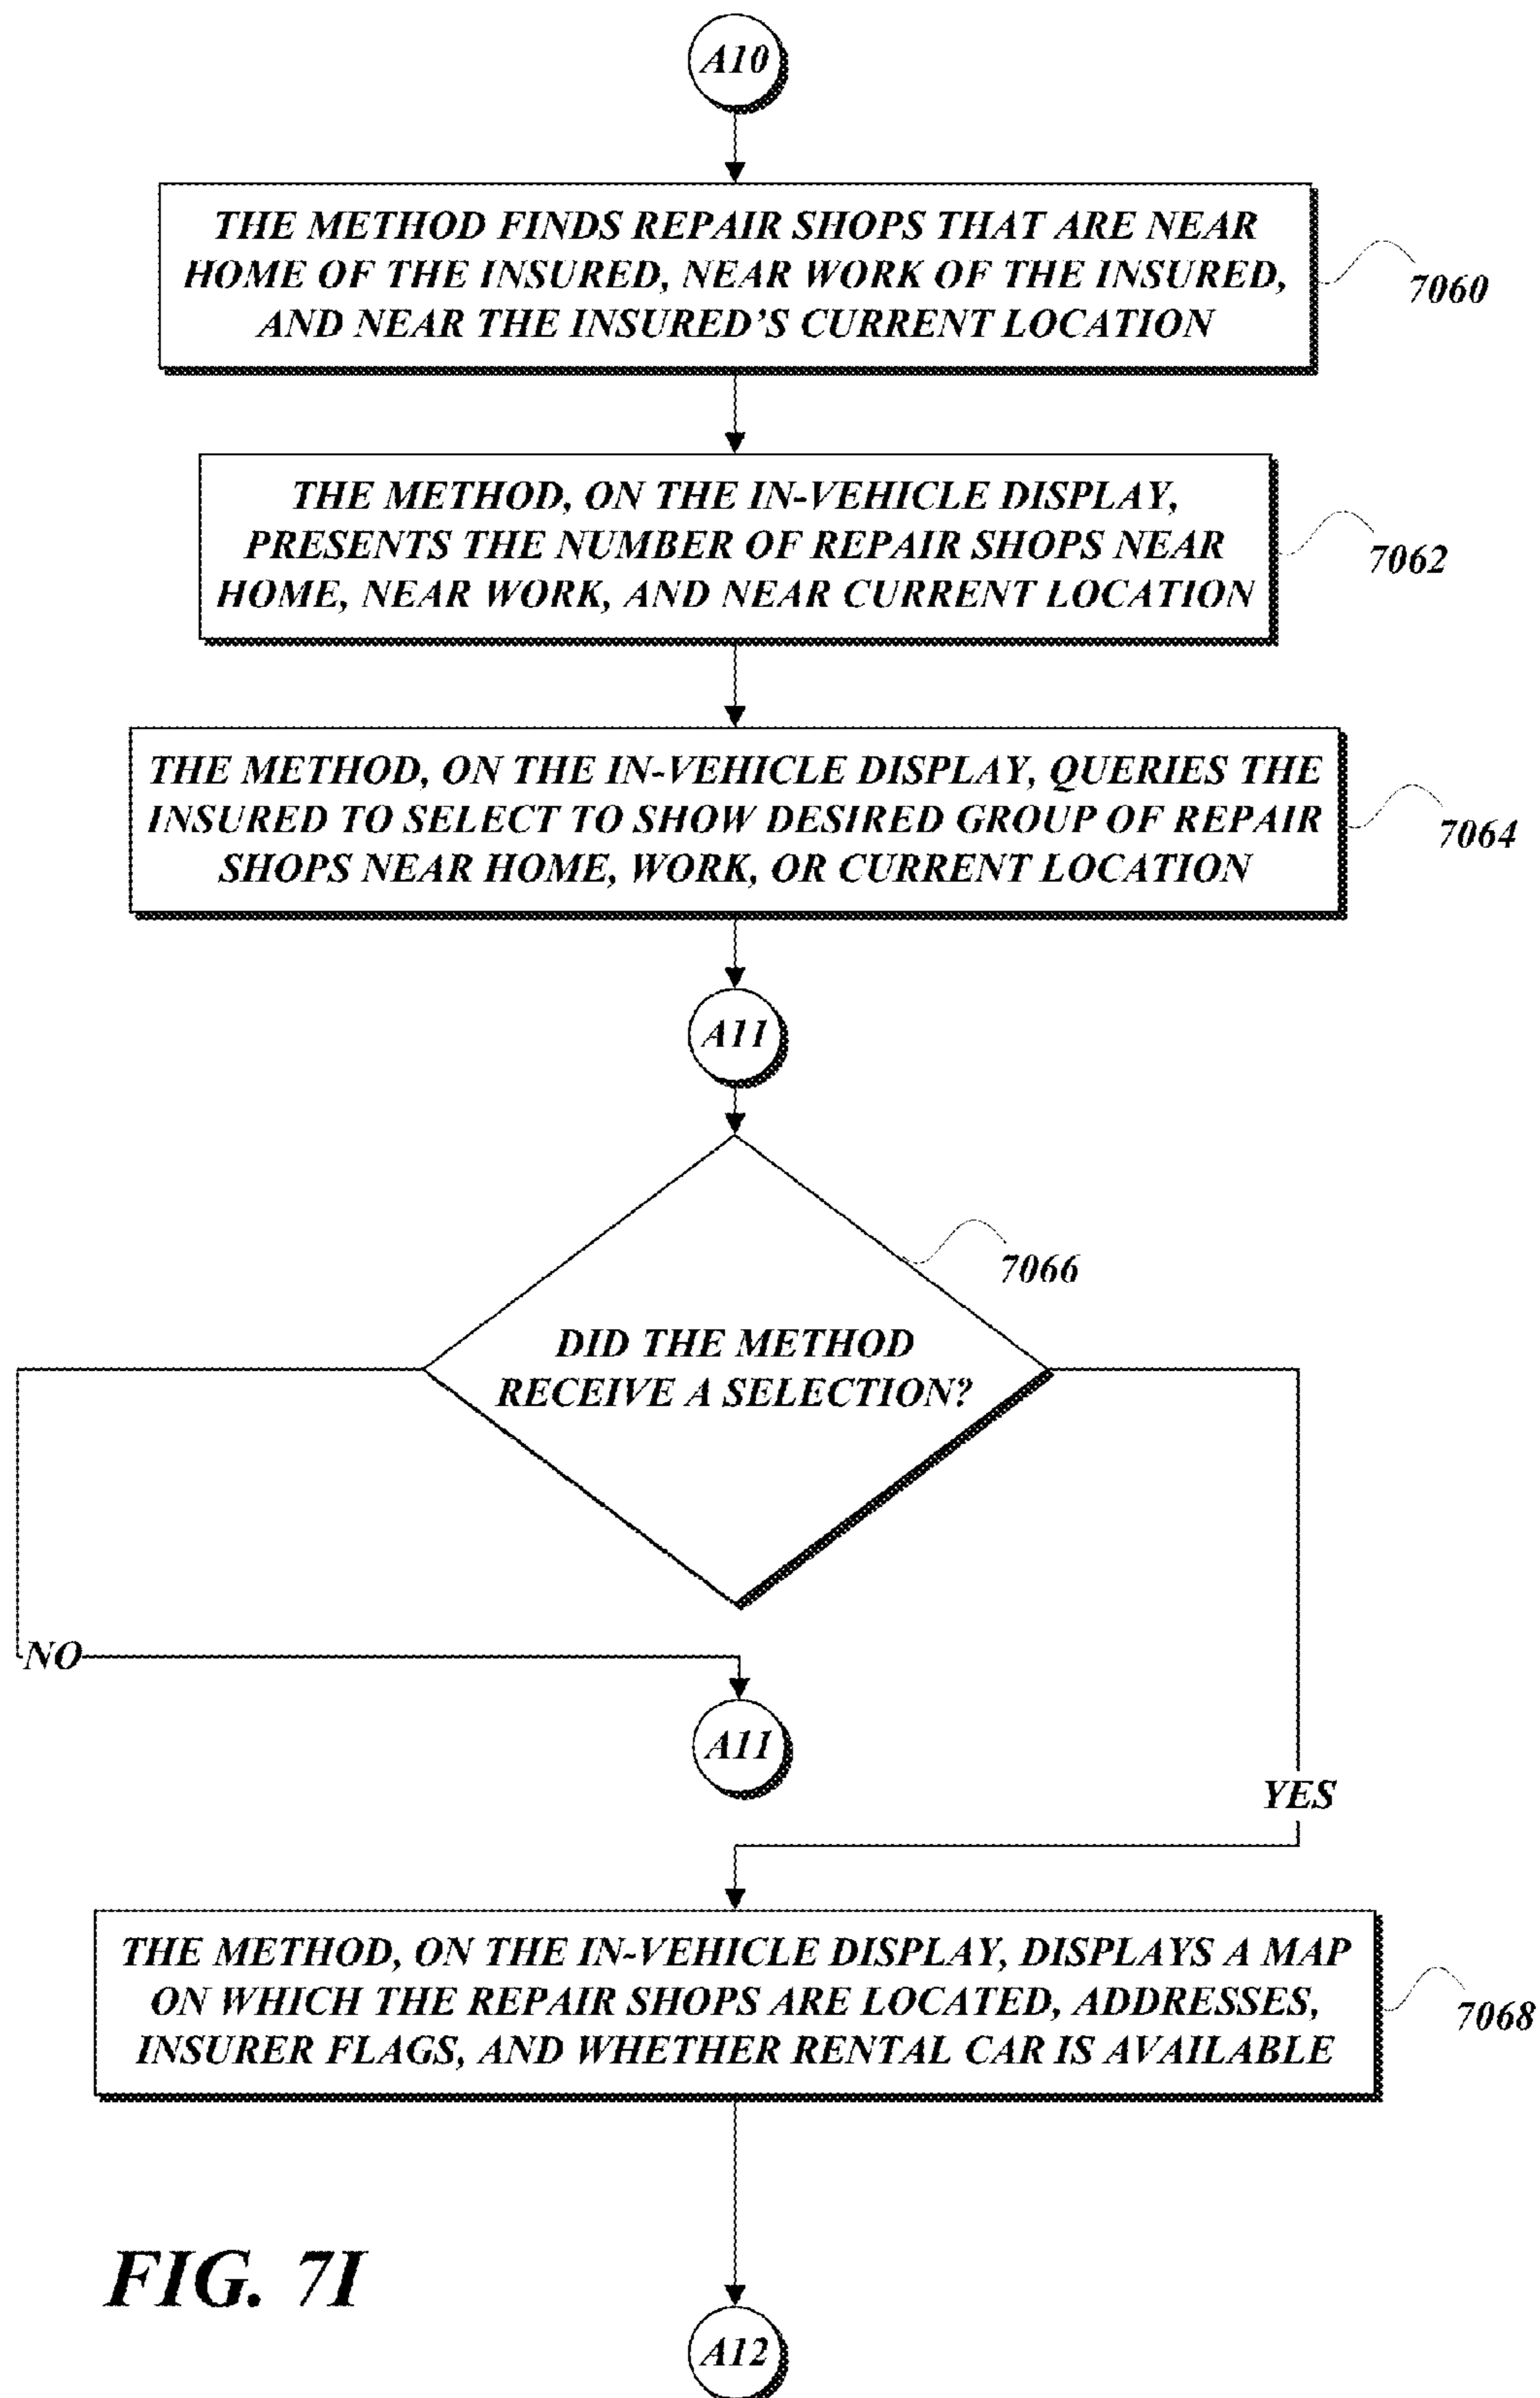 A10
THE METHOD FINDS REPAIR SHOPS THAT ARE NEAR
HOME OF THE INSURED, NEAR WORK OF THE INSURED,
AND NEAR THE INSURED'S CURRENT LOCATION
7060
THE METHOD, ON THE IN-VEHICLE DISPLAY,
PRESENTS THE NUMBER OF REPAIR SHOPS NEAR
HOME, NEAR WORK, AND NEAR CURRENT LOCATION
7062
THE METHOD, ON THE IN-VEHICLE DISPLAY, QUERIES THE
INSURED TO SELECT TO SHOW DESIRED GROUP OF REPAIR
SHOPS NEAR HOME, WORK, OR CURRENT LOCATION
7064
A11
7066
DID THE METHOD
RECEIVE A SELECTION?
NO
A11
YES
THE METHOD, ON THE IN-VEHICLE DISPLAY, DISPLAYS A MAP
ON WHICH THE REPAIR SHOPS ARE LOCATED, ADDRESSES,
INSURER FLAGS, AND WHETHER RENTAL CAR IS AVAILABLE
7068
FIG. 7I
A12